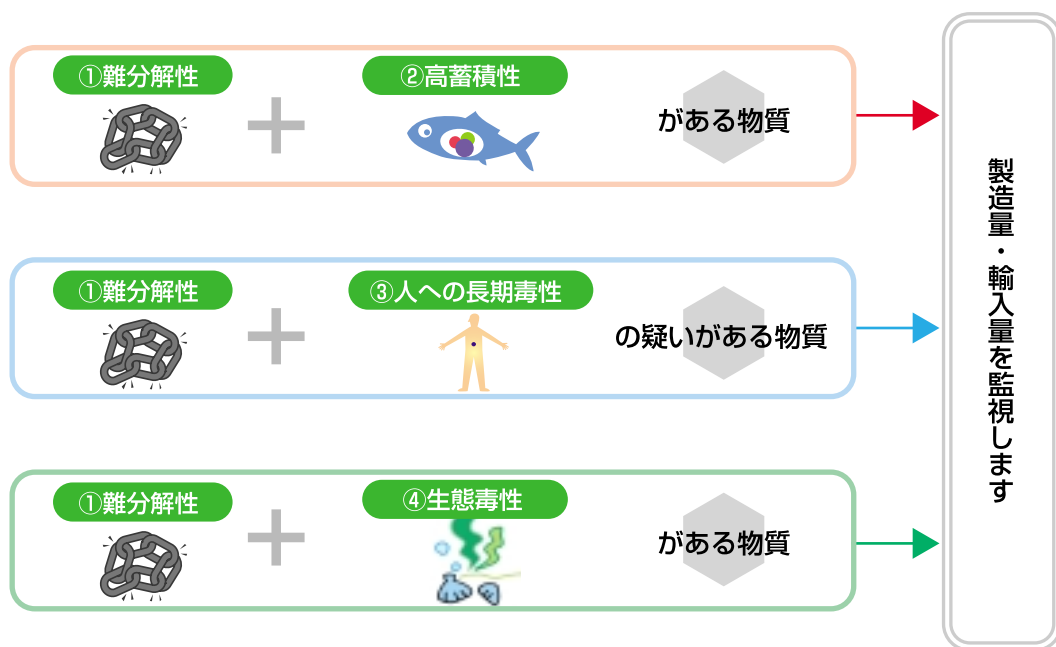 ①難分解性
②高蓄積性
がある物質
①難分解性
③人への長期毒性
の疑いがある物質
①難分解性
④生態毒性
がある物質
製造量・輸入量を監視します